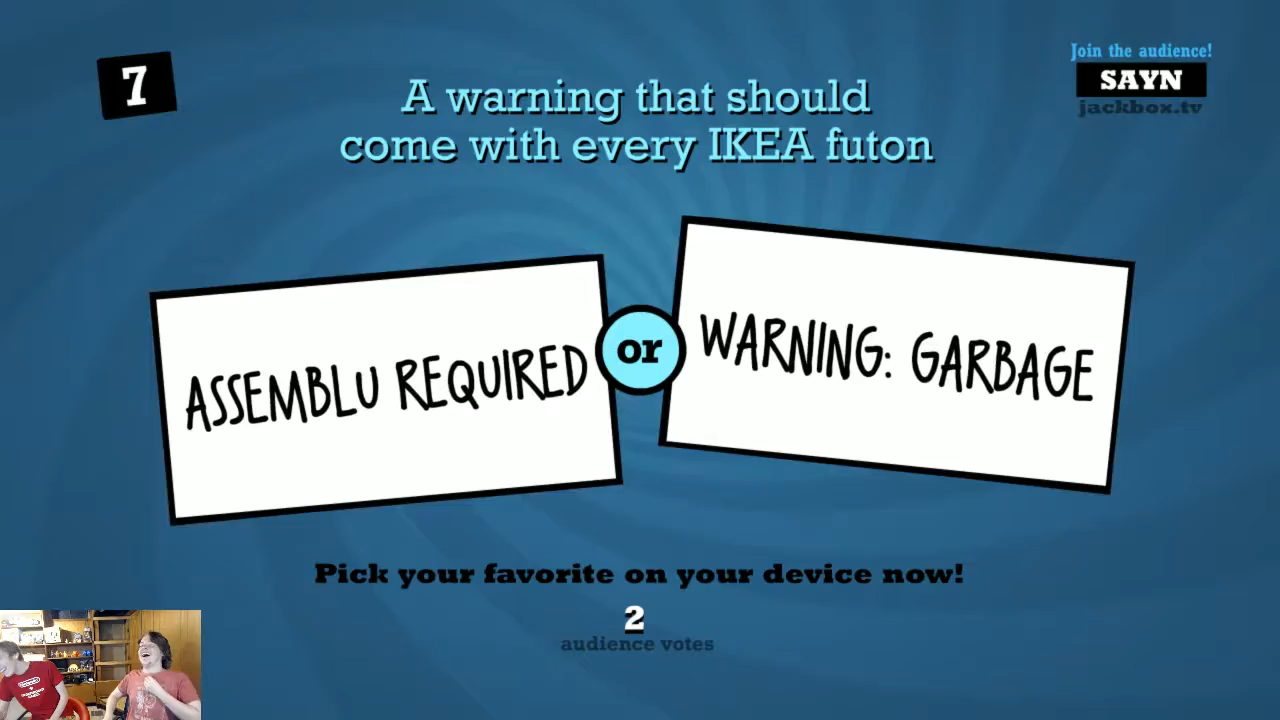 7
Join the audience!
SAYN
jackbox.tv
A warning that should
come with every IKEA futon
ASSEMBLU REQUIRED
or
WARNING: GARBAGE
Pick your favorite on your device now!
2
audience votes